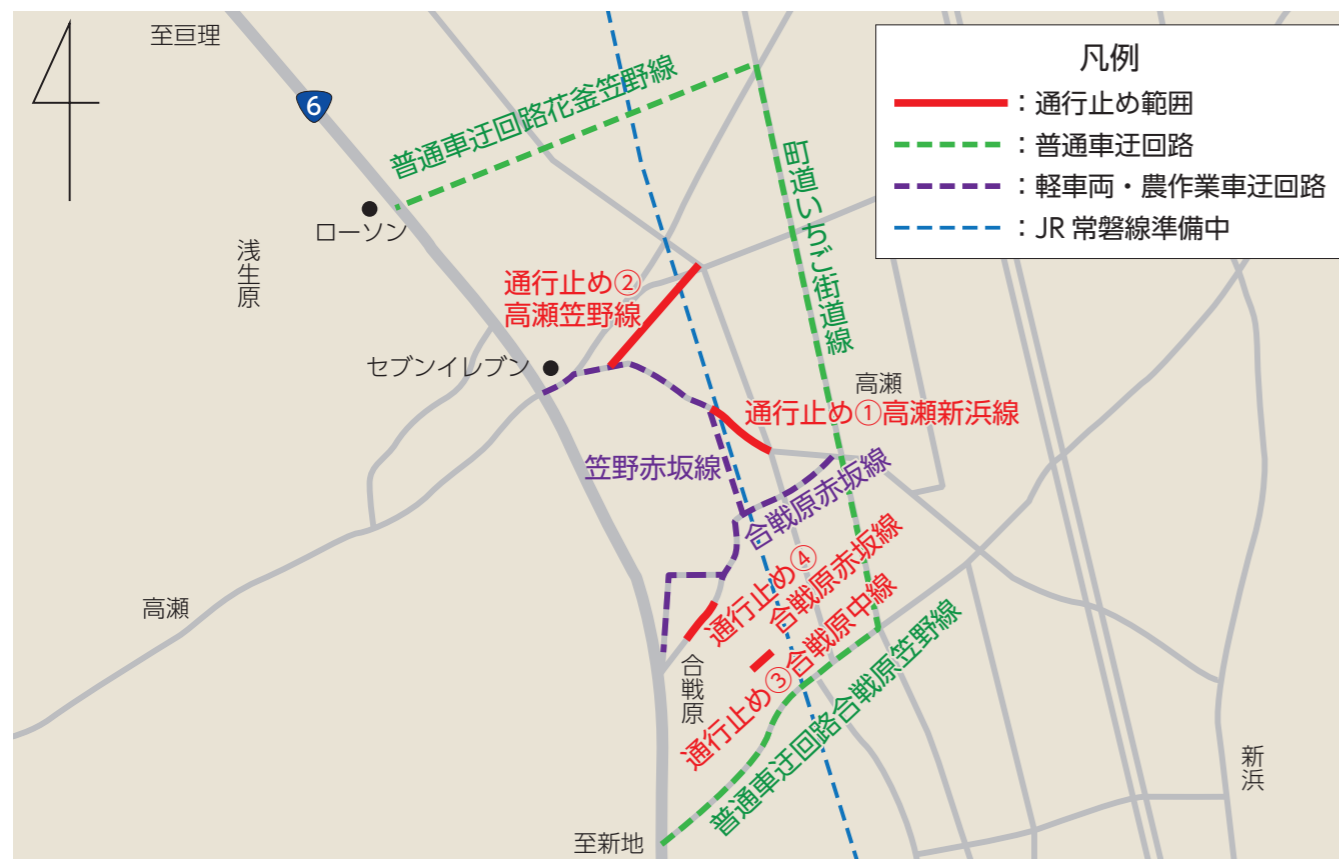 至亘理
6
普通車迂回路花釜笠野線
凡例
：通行止め範囲
：普通車迂回路
：軽車両・農作業車迂回路
：JR 常磐線準備中
町道いちご街道線
ローソン
浅生原
通行止め②
高瀬笠野線
セブンイレブン
高瀬
通行止め①高瀬新浜線
笠野赤坂線
合戦原赤坂線
通行止め④
合戦原赤坂線
高瀬
合戦原
通行止め③合戦原中線
普通車迂回路合戦原笠野線
新浜
至新地